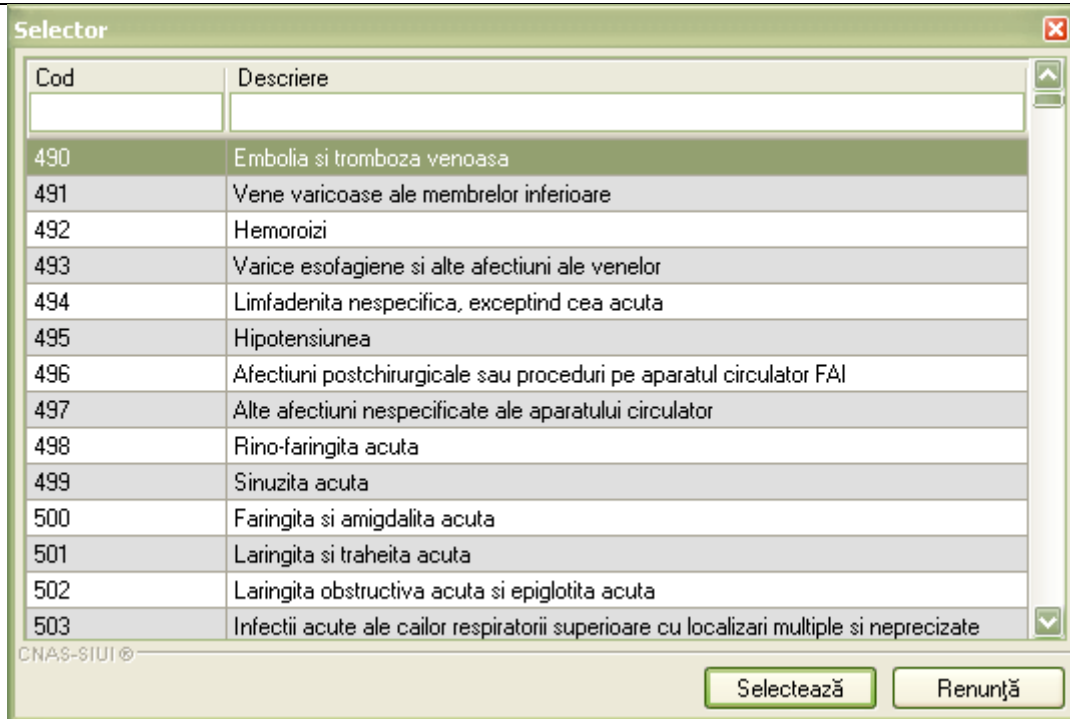 Selector
Cod Descriere
490 Embolia si tromboza venoasa
491 Vene varicoase ale membrelor inferioare
492 Hemoroizi
493 Varice esofagiene si alte afectiuni ale venelor
494 Limfadenita nespecifica, exceptind cea acuta
495 Hipotensiunea
496 Afectiuni postchirurgicale sau proceduri pe aparatul circulator FAI
497 Alte afectiuni nespecificate ale aparatului circulator
498 Rino-faringita acuta
499 Sinuzita acuta
500 Faringita si amigdalita acuta
501 Laringita si traheita acuta
502 Laringita obstructiva acuta si epiglotita acuta
503 Infectii acute ale cailor respiratorii superioare cu localizari multiple si neprecizate
CNAS-SIUI ®
Selectează Renunţă